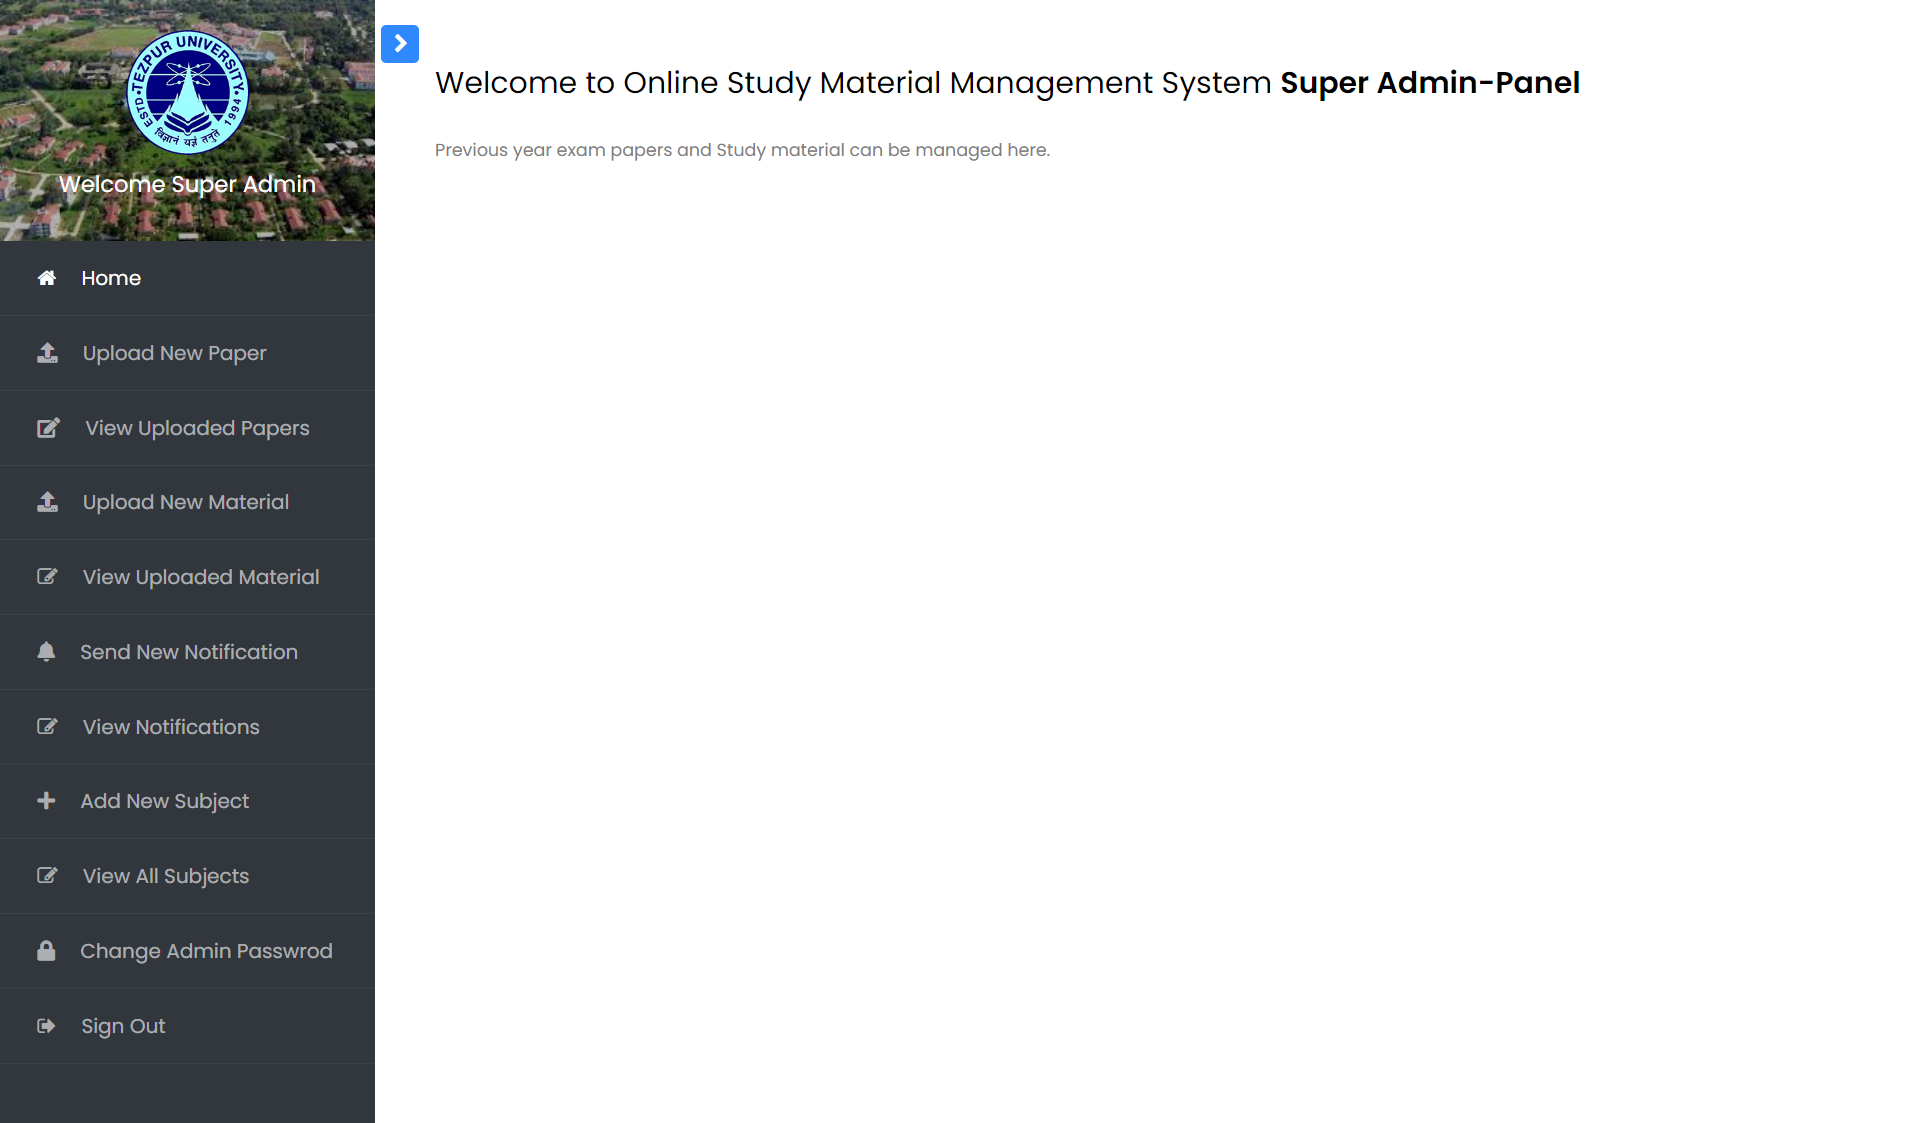 TEZPUR UNIVERSITY
ESTD
1994
विज्ञानं यज्ञं तनुते
Welcome Super Admin
Home
Upload New Paper
View Uploaded Papers
Upload New Material
View Uploaded Material
Send New Notification
View Notifications
Add New Subject
View All Subjects
Change Admin Passwrod
Sign Out
Welcome to Online Study Material Management System Super Admin-Panel
Previous year exam papers and Study material can be managed here.